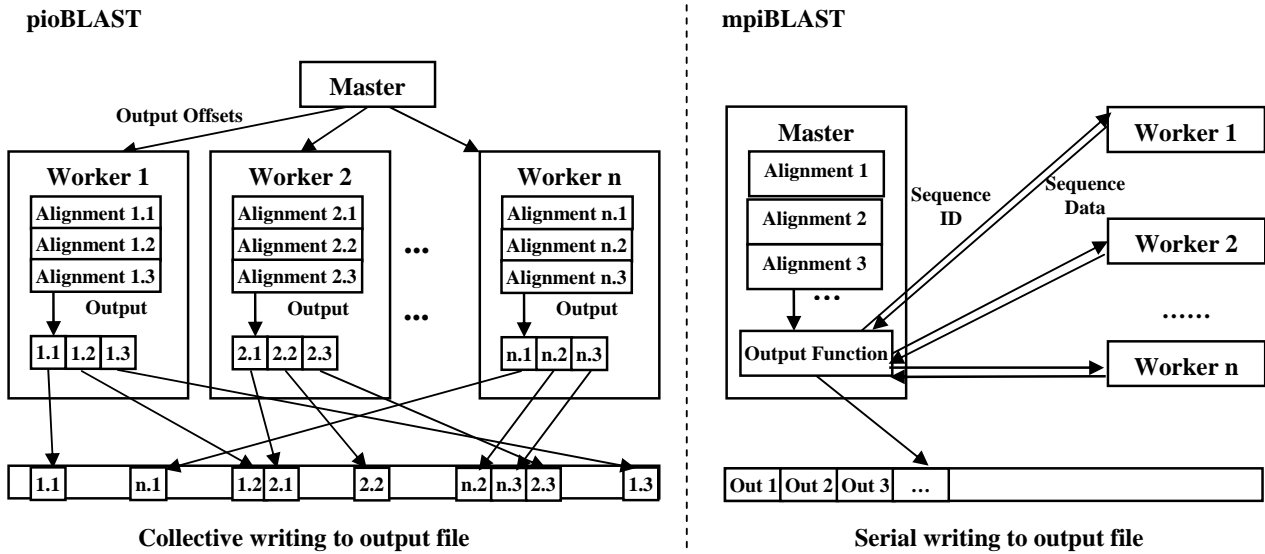 pioBLAST
Master
Output Offsets
Worker 1
Alignment 1.1
Alignment 1.2
Alignment 1.3
Output
1.1 1.2 1.3
Worker 2
Alignment 2.1
Alignment 2.2
Alignment 2.3
Output
2.1 2.2 2.3
...
...
Worker n
Alignment n.1
Alignment n.2
Alignment n.3
Output
n.1 n.2 n.3
1.1 n.1 1.2 2.1 2.2 n.2 n.3 2.3 1.3
Collective writing to output file
mpiBLAST
Master
Alignment 1
Alignment 2
Alignment 3
...
Output Function
Sequence
ID
Sequence
Data
Worker 1
Worker 2
......
Worker n
Out 1 Out 2 Out 3 ...
Serial writing to output file